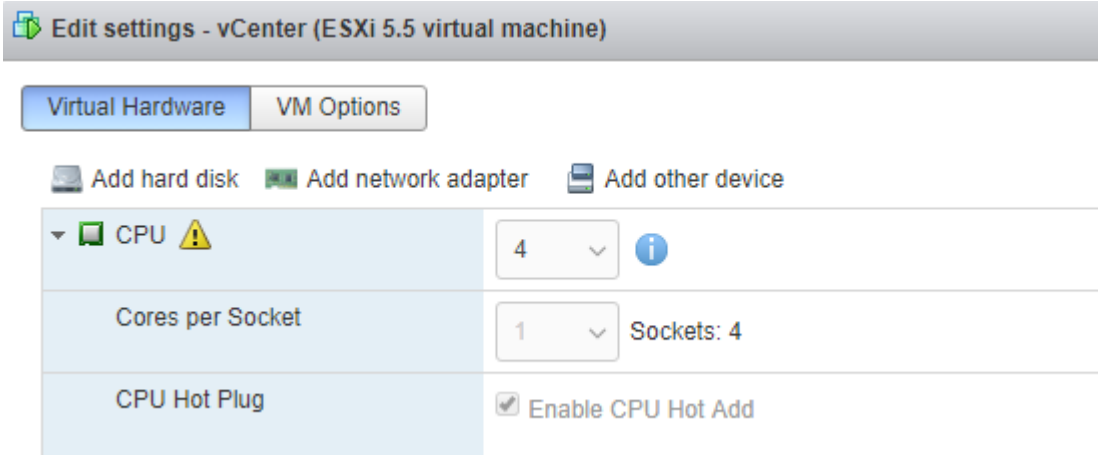 Edit settings - vCenter (ESXi 5.5 virtual machine)
Virtual Hardware VM Options
Add hard disk Add network adapter Add other device
CPU 4
Cores per Socket 1 Sockets: 4
CPU Hot Plug Enable CPU Hot Add